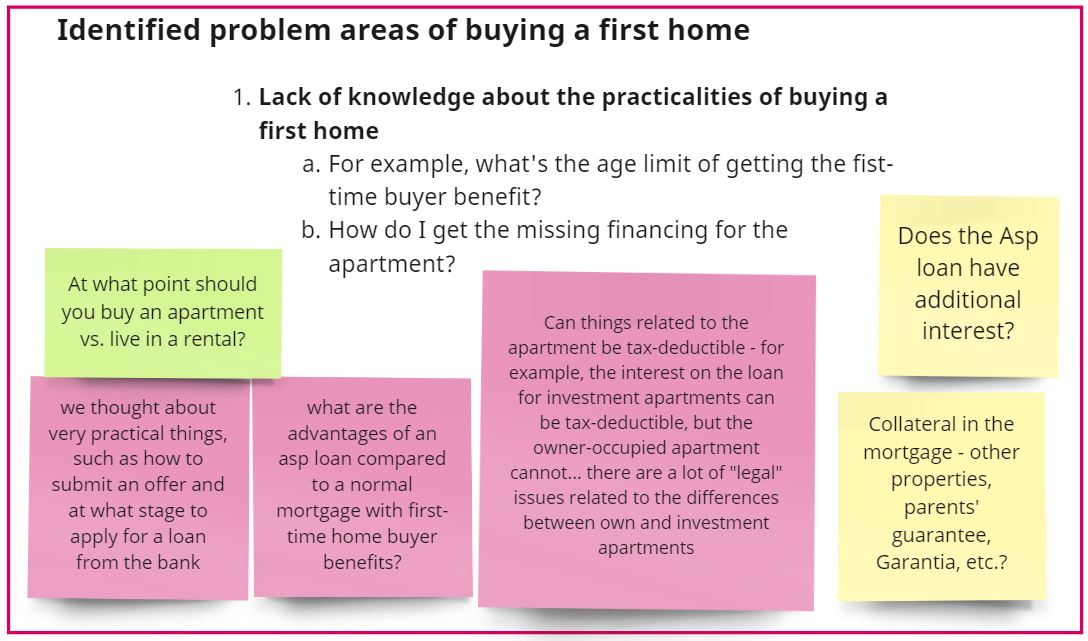 Identified problem areas of buying a first home
1. Lack of knowledge about the practicalities of buying a
first home
a. For example, what's the age limit of getting the fist-
time buyer benefit?
b. How do I get the missing financing for the
apartment?
At what point should
you buy an apartment
vs. live in a rental?
we thought about
very practical things,
such as how to
submit an offer and
at what stage to
apply for a loan
from the bank
what are the
advantages of an
asp loan compared
to a normal
mortgage with first-
time home buyer
benefits?
Can things related to the
apartment be tax-deductible - for
example, the interest on the loan
for investment apartments can
be tax-deductible, but the
owner-occupied apartment
cannot... there are a lot of "legal"
issues related to the differences
between own and investment
apartments
Does the Asp
loan have
additional
interest?
Collateral in the
mortgage - other
properties,
parents'
guarantee,
Garantia, etc.?